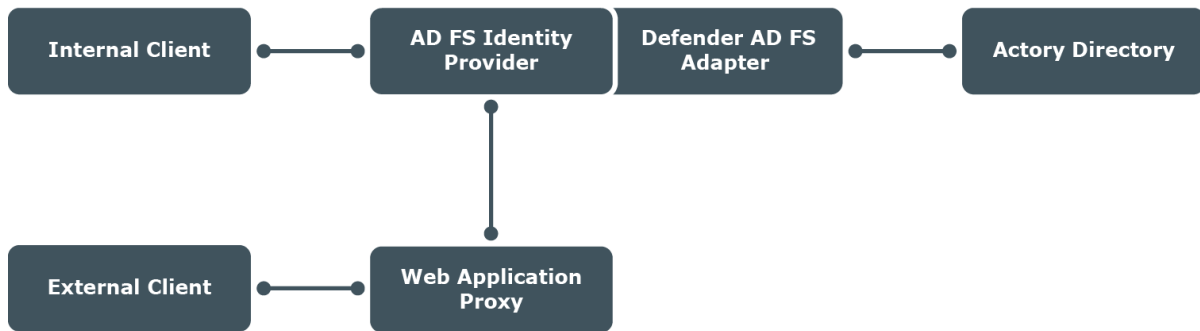 Internal Client
AD FS Identity
Provider
Defender AD FS
Adapter
Actory Directory
External Client
Web Application
Proxy